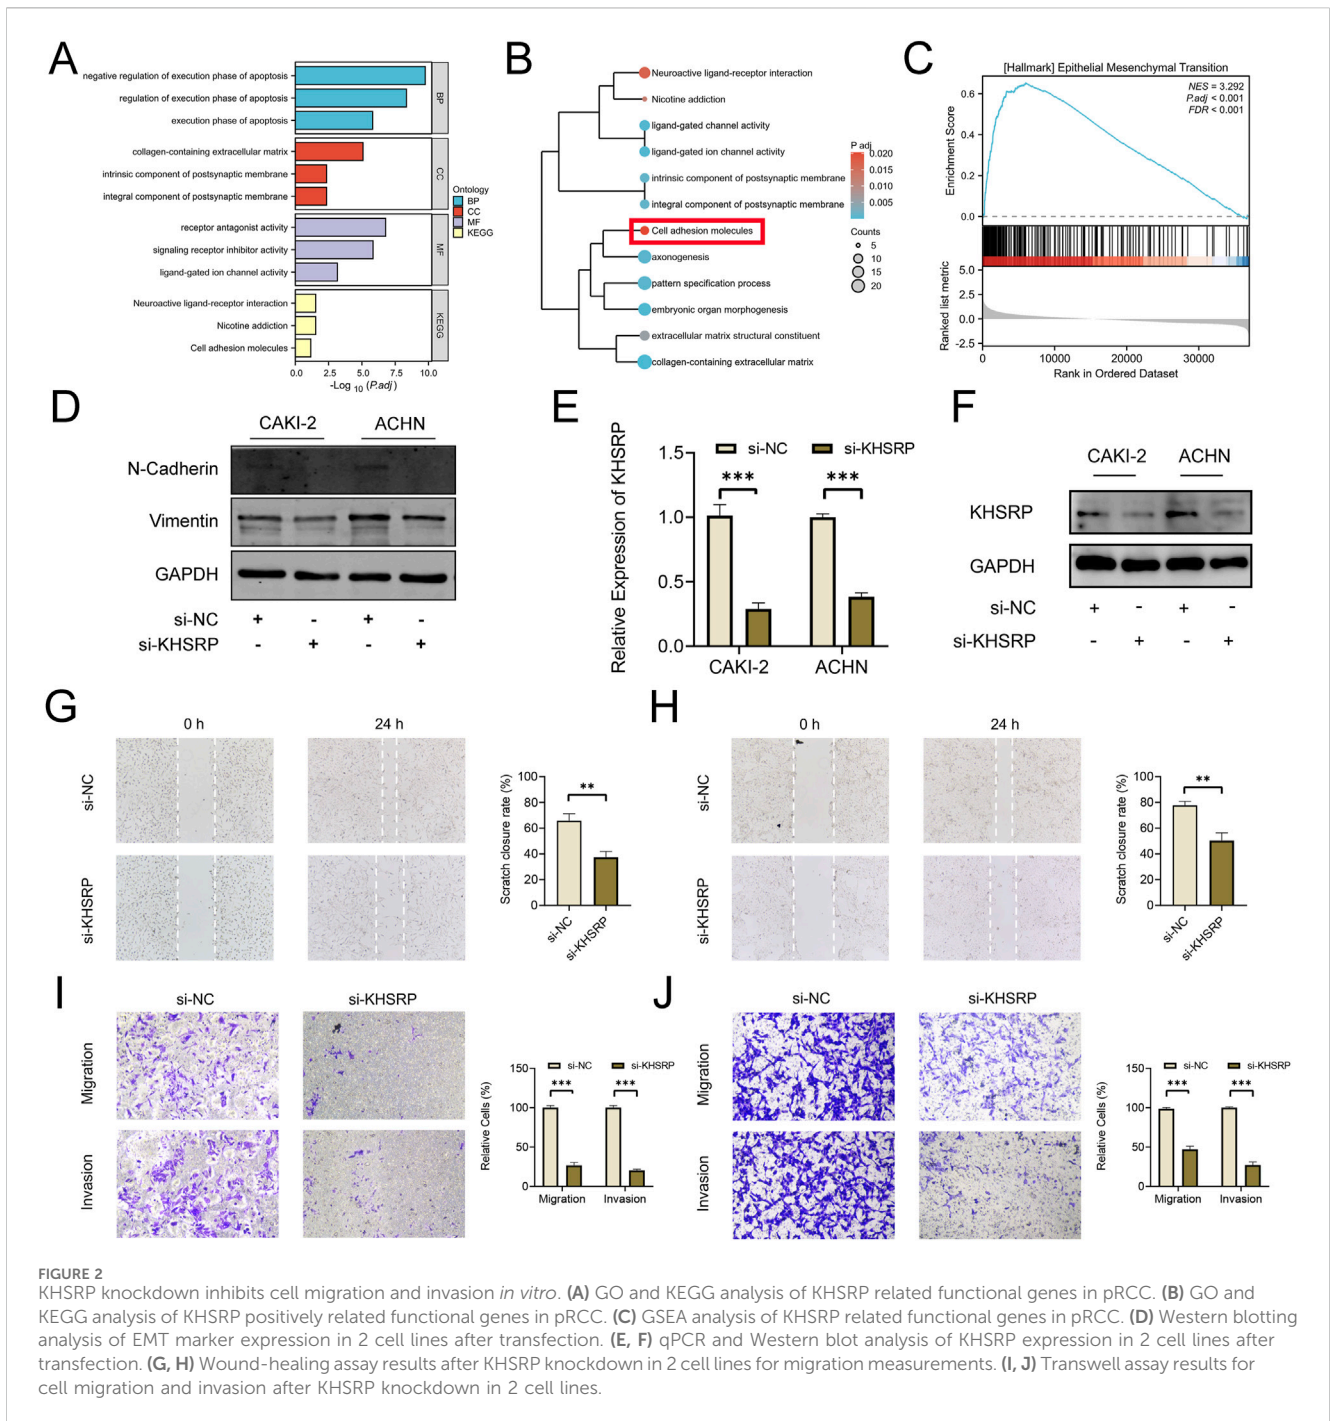 A
negative regulation of execution phase of apoptosis
regulation of execution phase of apoptosis
execution phase of apoptosis
collagen-containing extracellular matrix
intrinsic component of postsynaptic membrane
integral component of postsynaptic membrane
receptor antagonist activity
signaling receptor inhibitor activity
ligand-gated ion channel activity
Neuroactive ligand-receptor interaction
Nicotine addiction
Cell adhesion molecules
BP
CC
MF
KEGG
0.0 2.5 5.0 7.5 10.0
-Log 10 (P.adj)
Ontology
BP
CC
MF
KEGG
B
Neuroactive ligand-receptor interaction
Nicotine addiction
ligand-gated channel activity
ligand-gated ion channel activity
intrinsic component of postsynaptic membrane
integral component of postsynaptic membrane
Cell adhesion molecules
axonogenesis
pattern specification process
embryonic organ morphogenesis
extracellular matrix structural constituent
collagen-containing extracellular matrix
P adj
0.020
0.015
0.010
0.005
Counts
5
10
15
20
C
[Hallmark] Epithelial Mesenchymal Transition
NES = 3.292
P.adj < 0.001
FDR < 0.001
Enrichment Score
0.6
0.4
0.2
0.0
Ranked list metric
5.0
2.5
0.0
-2.5
0 10000 20000 30000
Rank in Ordered Dataset
D
CAKI-2 ACHN
N-Cadherin
Vimentin
GAPDH
si-NC + - + -
si-KHSRP - + - +
E
Relative Expression of KHSRP
si-NC si-KHSRP
1.5
1.0
0.5
0.0
*** ***
CAKI-2 ACHN
F
CAKI-2 ACHN
KHSRP
GAPDH
si-NC + - + -
si-KHSRP - + - +
G
0 h 24 h
si-NC
si-KHSRP
Scratch closure rate (%)
100
80
60
40
20
0
**
si-NC
si-KHSRP
H
0 h 24 h
si-NC
si-KHSRP
Scratch closure rate (%)
100
80
60
40
20
0
**
si-NC
si-KHSRP
I
si-NC si-KHSRP
Migration
Invasion
Relative Cells (%)
si-NC si-KHSRP
150
100
50
0
*** ***
Migration Invasion
J
si-NC si-KHSRP
Migration
Invasion
Relative Cells (%)
si-NC si-KHSRP
150
100
50
0
*** ***
Migration Invasion
FIGURE 2
KHSRP knockdown inhibits cell migration and invasion in vitro. (A) GO and KEGG analysis of KHSRP related functional genes in pRCC. (B) GO and
KEGG analysis of KHSRP positively related functional genes in pRCC. (C) GSEA analysis of KHSRP related functional genes in pRCC. (D) Western blotting
analysis of EMT marker expression in 2 cell lines after transfection. (E, F) qPCR and Western blot analysis of KHSRP expression in 2 cell lines after
transfection. (G, H) Wound-healing assay results after KHSRP knockdown in 2 cell lines for migration measurements. (I, J) Transwell assay results for
cell migration and invasion after KHSRP knockdown in 2 cell lines.